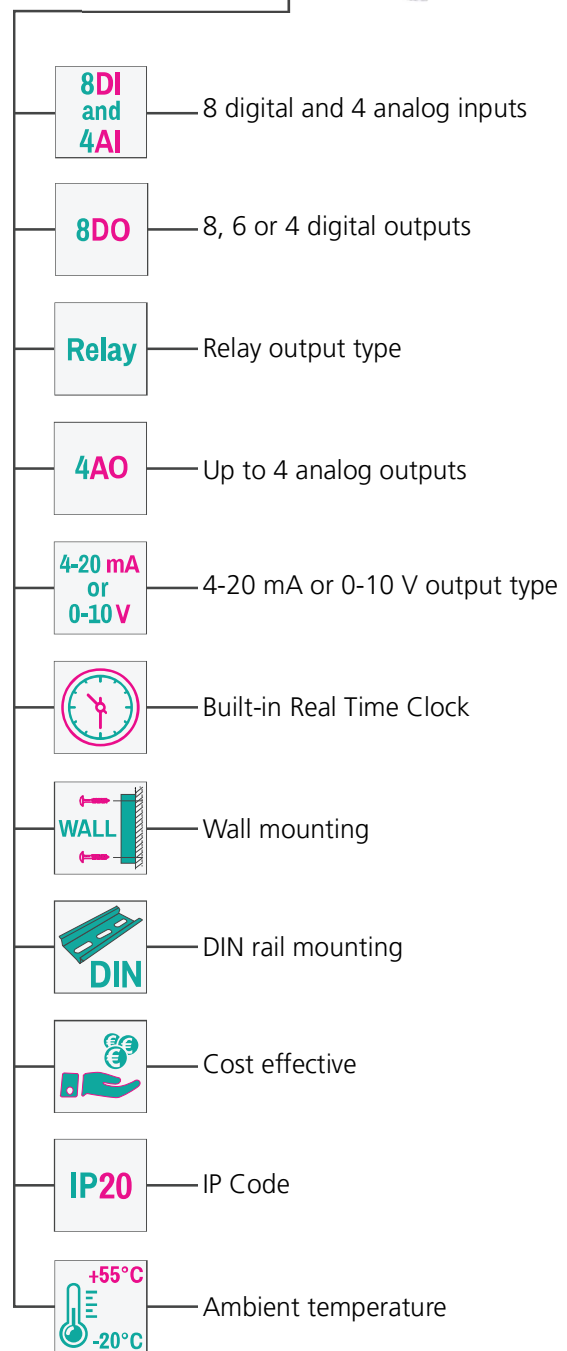 8DI
and
4AI
8 digital and 4 analog inputs
8DO
8, 6 or 4 digital outputs
Relay
Relay output type
4AO
Up to 4 analog outputs
4-20 mA
or
0-10 V
4-20 mA or 0-10 V output type
Built-in Real Time Clock
WALL
Wall mounting
DIN
DIN rail mounting
€€
€
Cost effective
IP20
IP Code
+55°C
-20°C
Ambient temperature